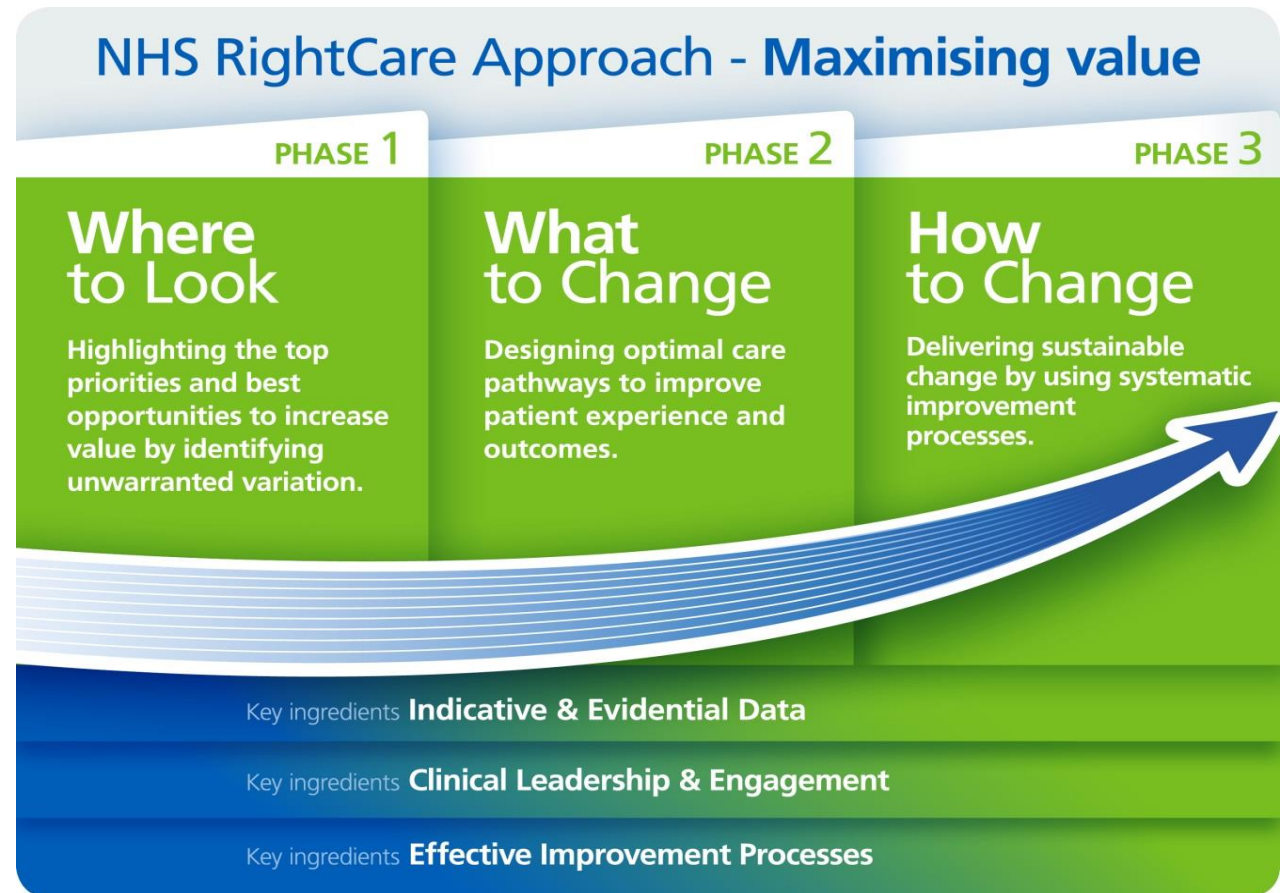 NHS RightCare Approach - Maximising value
PHASE 1
Where
to Look
Highlighting the top
priorities and best
opportunities to increase
value by identifying
unwarranted variation.
PHASE 2
What
to Change
Designing optimal care
pathways to improve
patient experience and
outcomes.
PHASE 3
How
to Change
Delivering sustainable
change by using systematic
improvement
processes.
Key ingredients Indicative & Evidential Data
Key ingredients Clinical Leadership & Engagement
Key ingredients Effective Improvement Processes